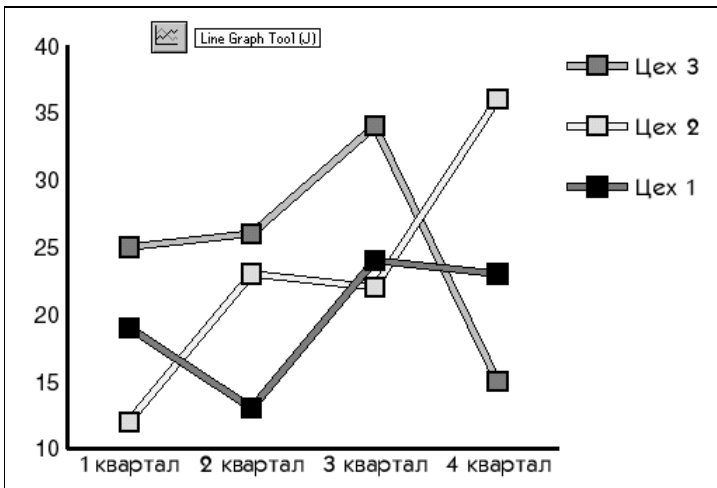 Line Graph Tool (J)
40
35
30
25
20
15
10
1 квартал 2 квартал 3 квартал 4 квартал
Цех 3
Цех 2
Цех 1